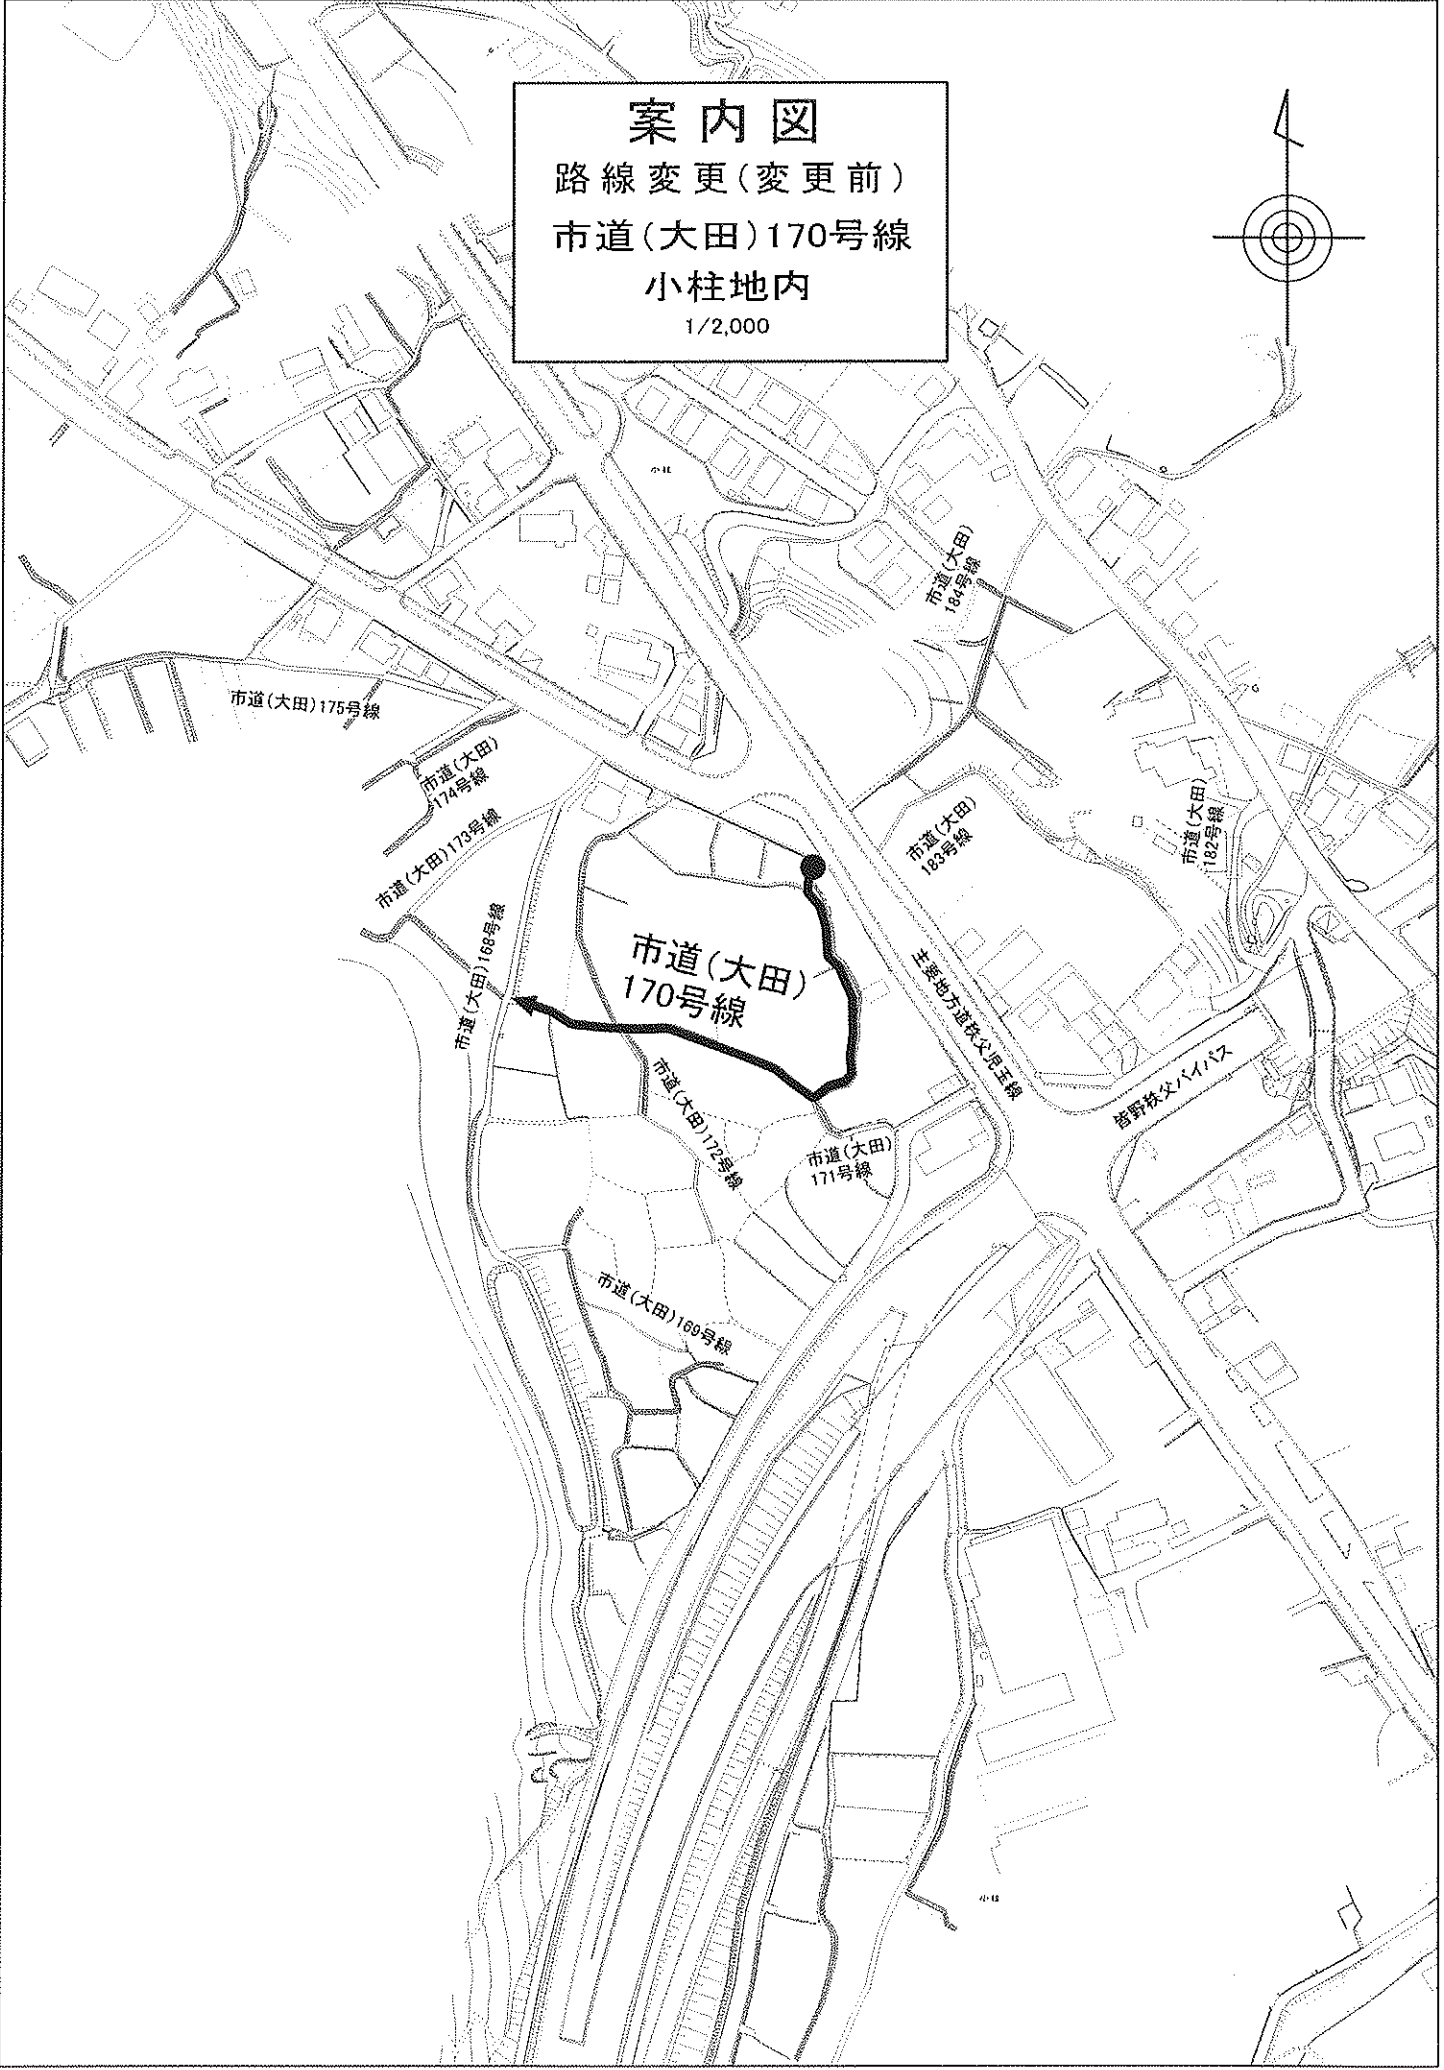 案内図
路線変更(変更前)
市道(大田)170号線
小柱地内
1/2,000
小柱
市道(大田)
184号線
市道(大田)175号線
市道(大田)
174号線
市道(大田)173号線
市道(大田)
183号線
市道(大田)
182号線
市道(大田)168号線
市道(大田)
170号線
主要地方道秩父児玉線
皆野秩父バイパス
市道(大田)172号線
市道(大田)
171号線
市道(大田)169号線
小柱